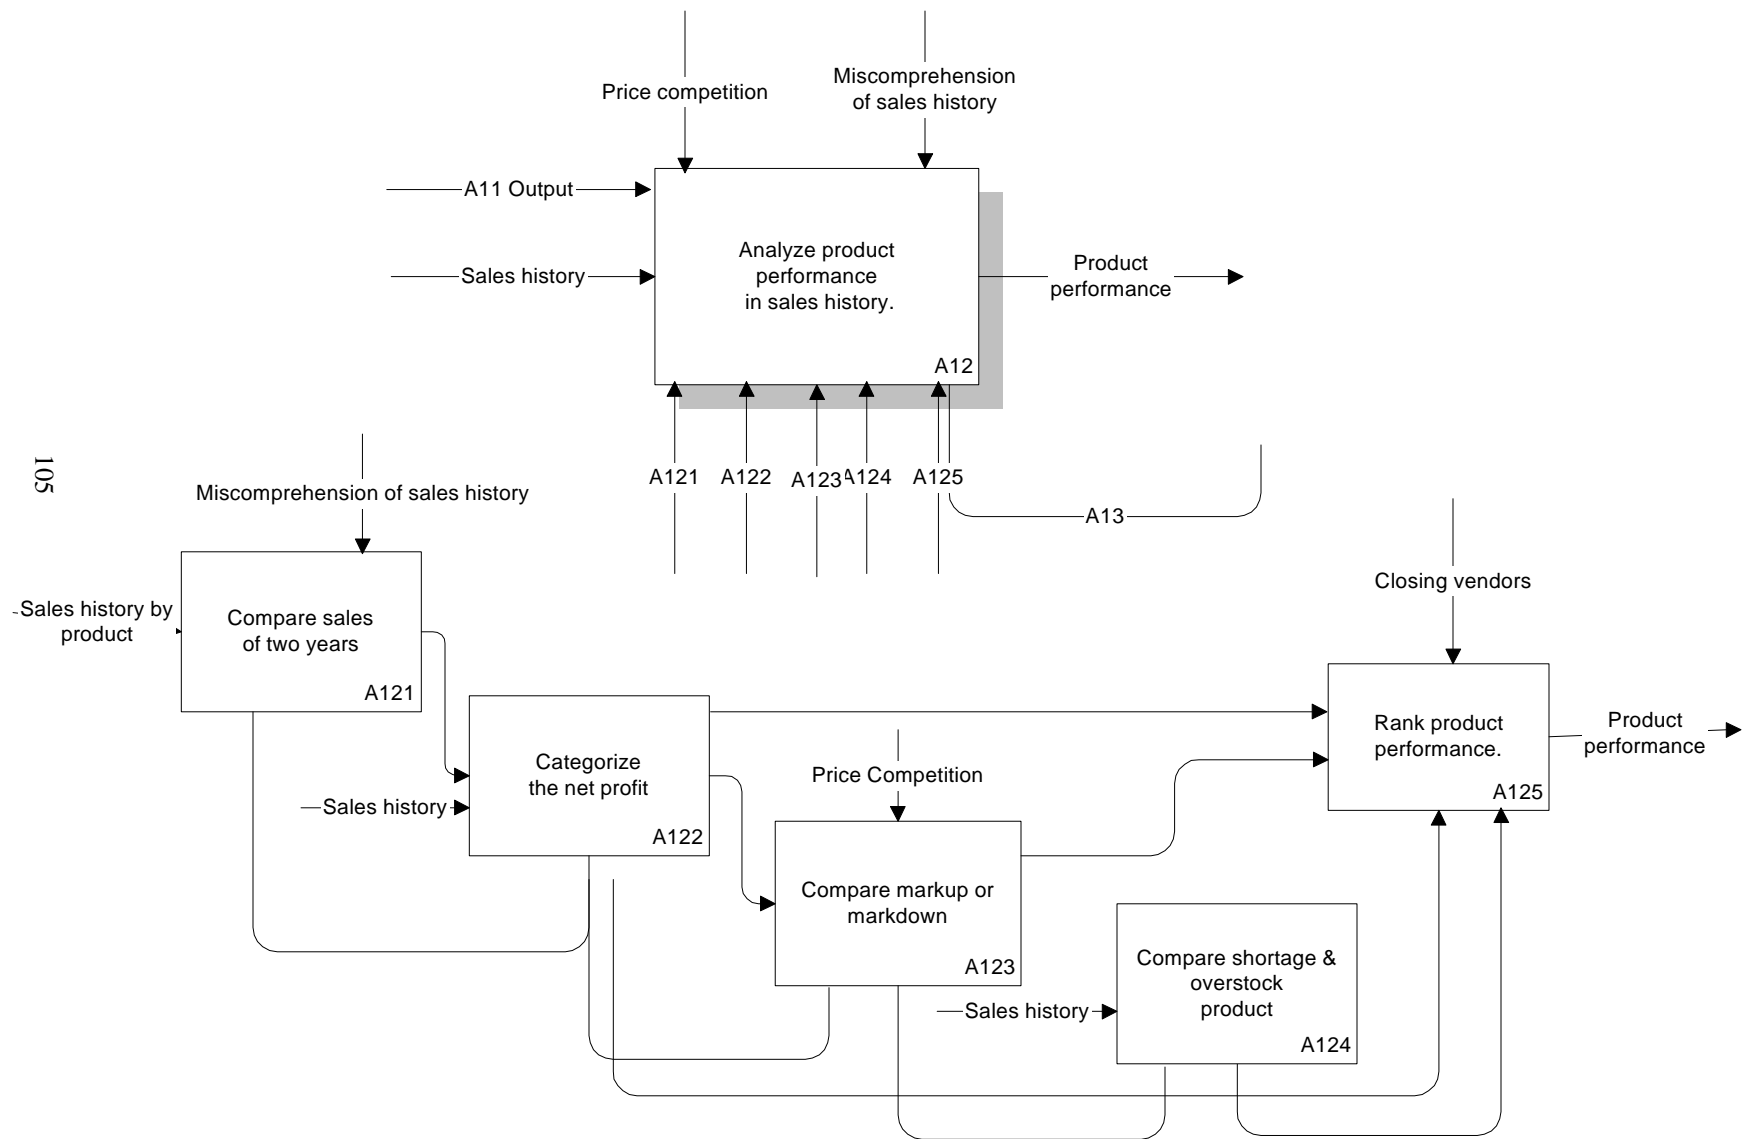 Price competition
Miscomprehension
of sales history
A11 Output
Sales history
Analyze product
performance
in sales history.
A12
Product
performance
A121
A122
A123
A124
A125
A13
105
Miscomprehension of sales history
Sales history by
product
Compare sales
of two years
A121
Closing vendors
Categorize
the net profit
A122
Sales history
Price Competition
Compare markup or
markdown
A123
Sales history
Compare shortage &
overstock
product
A124
Rank product
performance.
A125
Product
performance